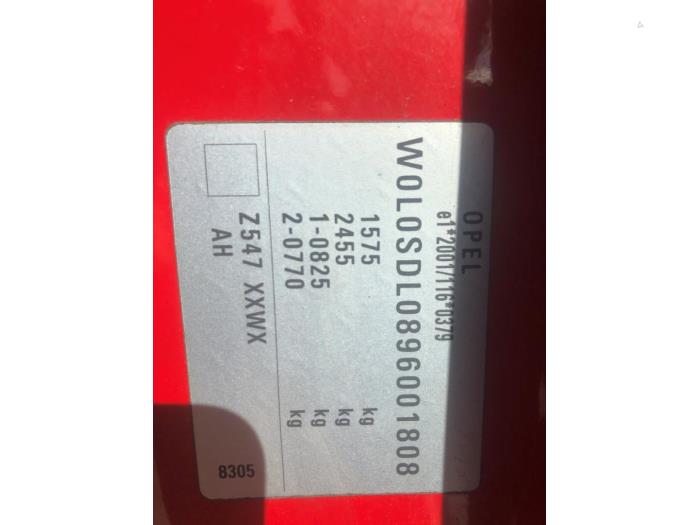 OPEL
e1*2001/116*0379
W0L0SDL0896001808
1575 kg
2455 kg
1-0825 kg
2-0770 kg
Z547 XXWX
AH
8305